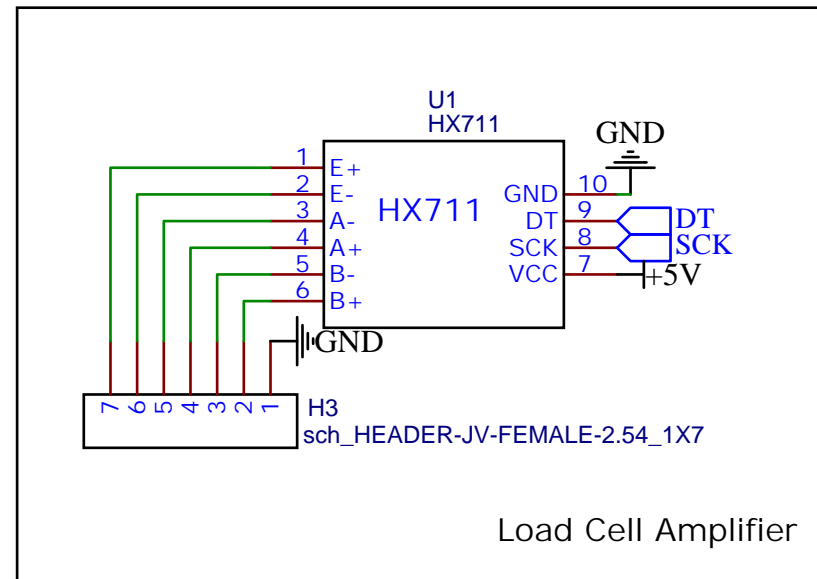 U1
HX711
GND
1 E+
2 E-
3 A-
4 A+
5 B-
6 B+
HX711
GND 10
DT 9 DT
SCK 8 SCK
VCC 7 +5V
GND
7 6 5 4 3 2 1
H3
sch_HEADER-JV-FEMALE-2.54_1X7
Load Cell Amplifier